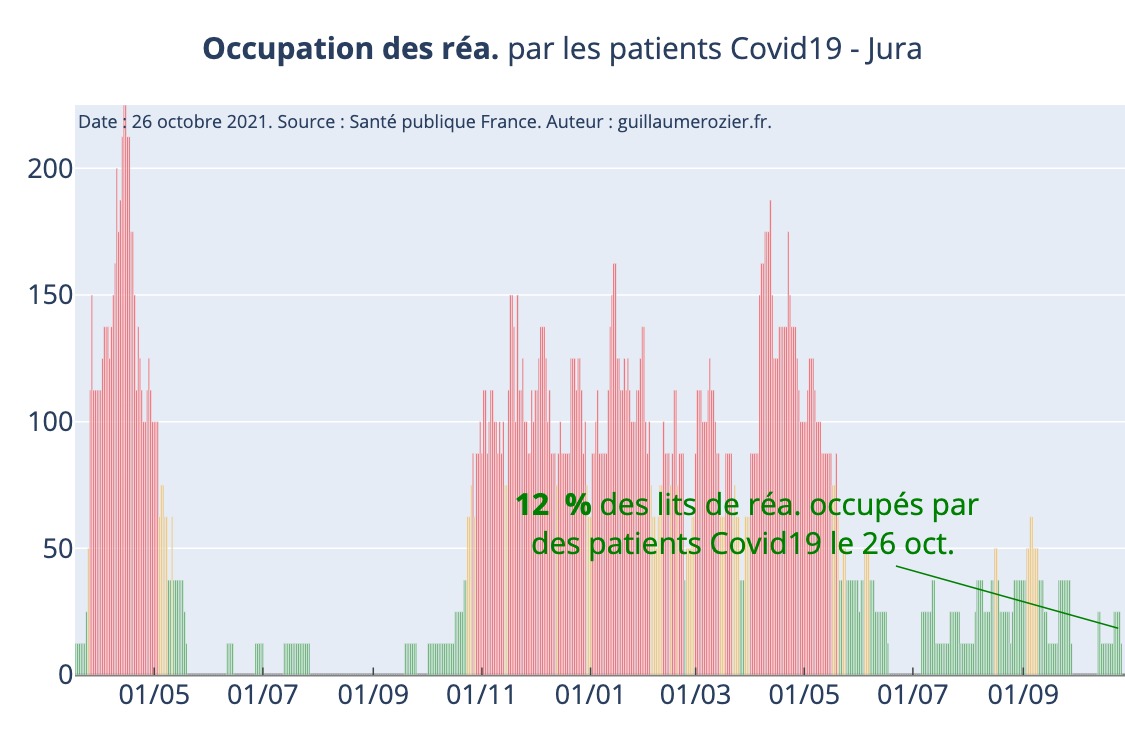 Occupation des réa. par les patients Covid19 - Jura
Date : 26 octobre 2021. Source : Santé publique France. Auteur : guillaumerozier.fr.
200
150
100
50
0
12 % des lits de réa. occupés par
des patients Covid19 le 26 oct.
01/05 01/07 01/09 01/11 01/01 01/03 01/05 01/07 01/09